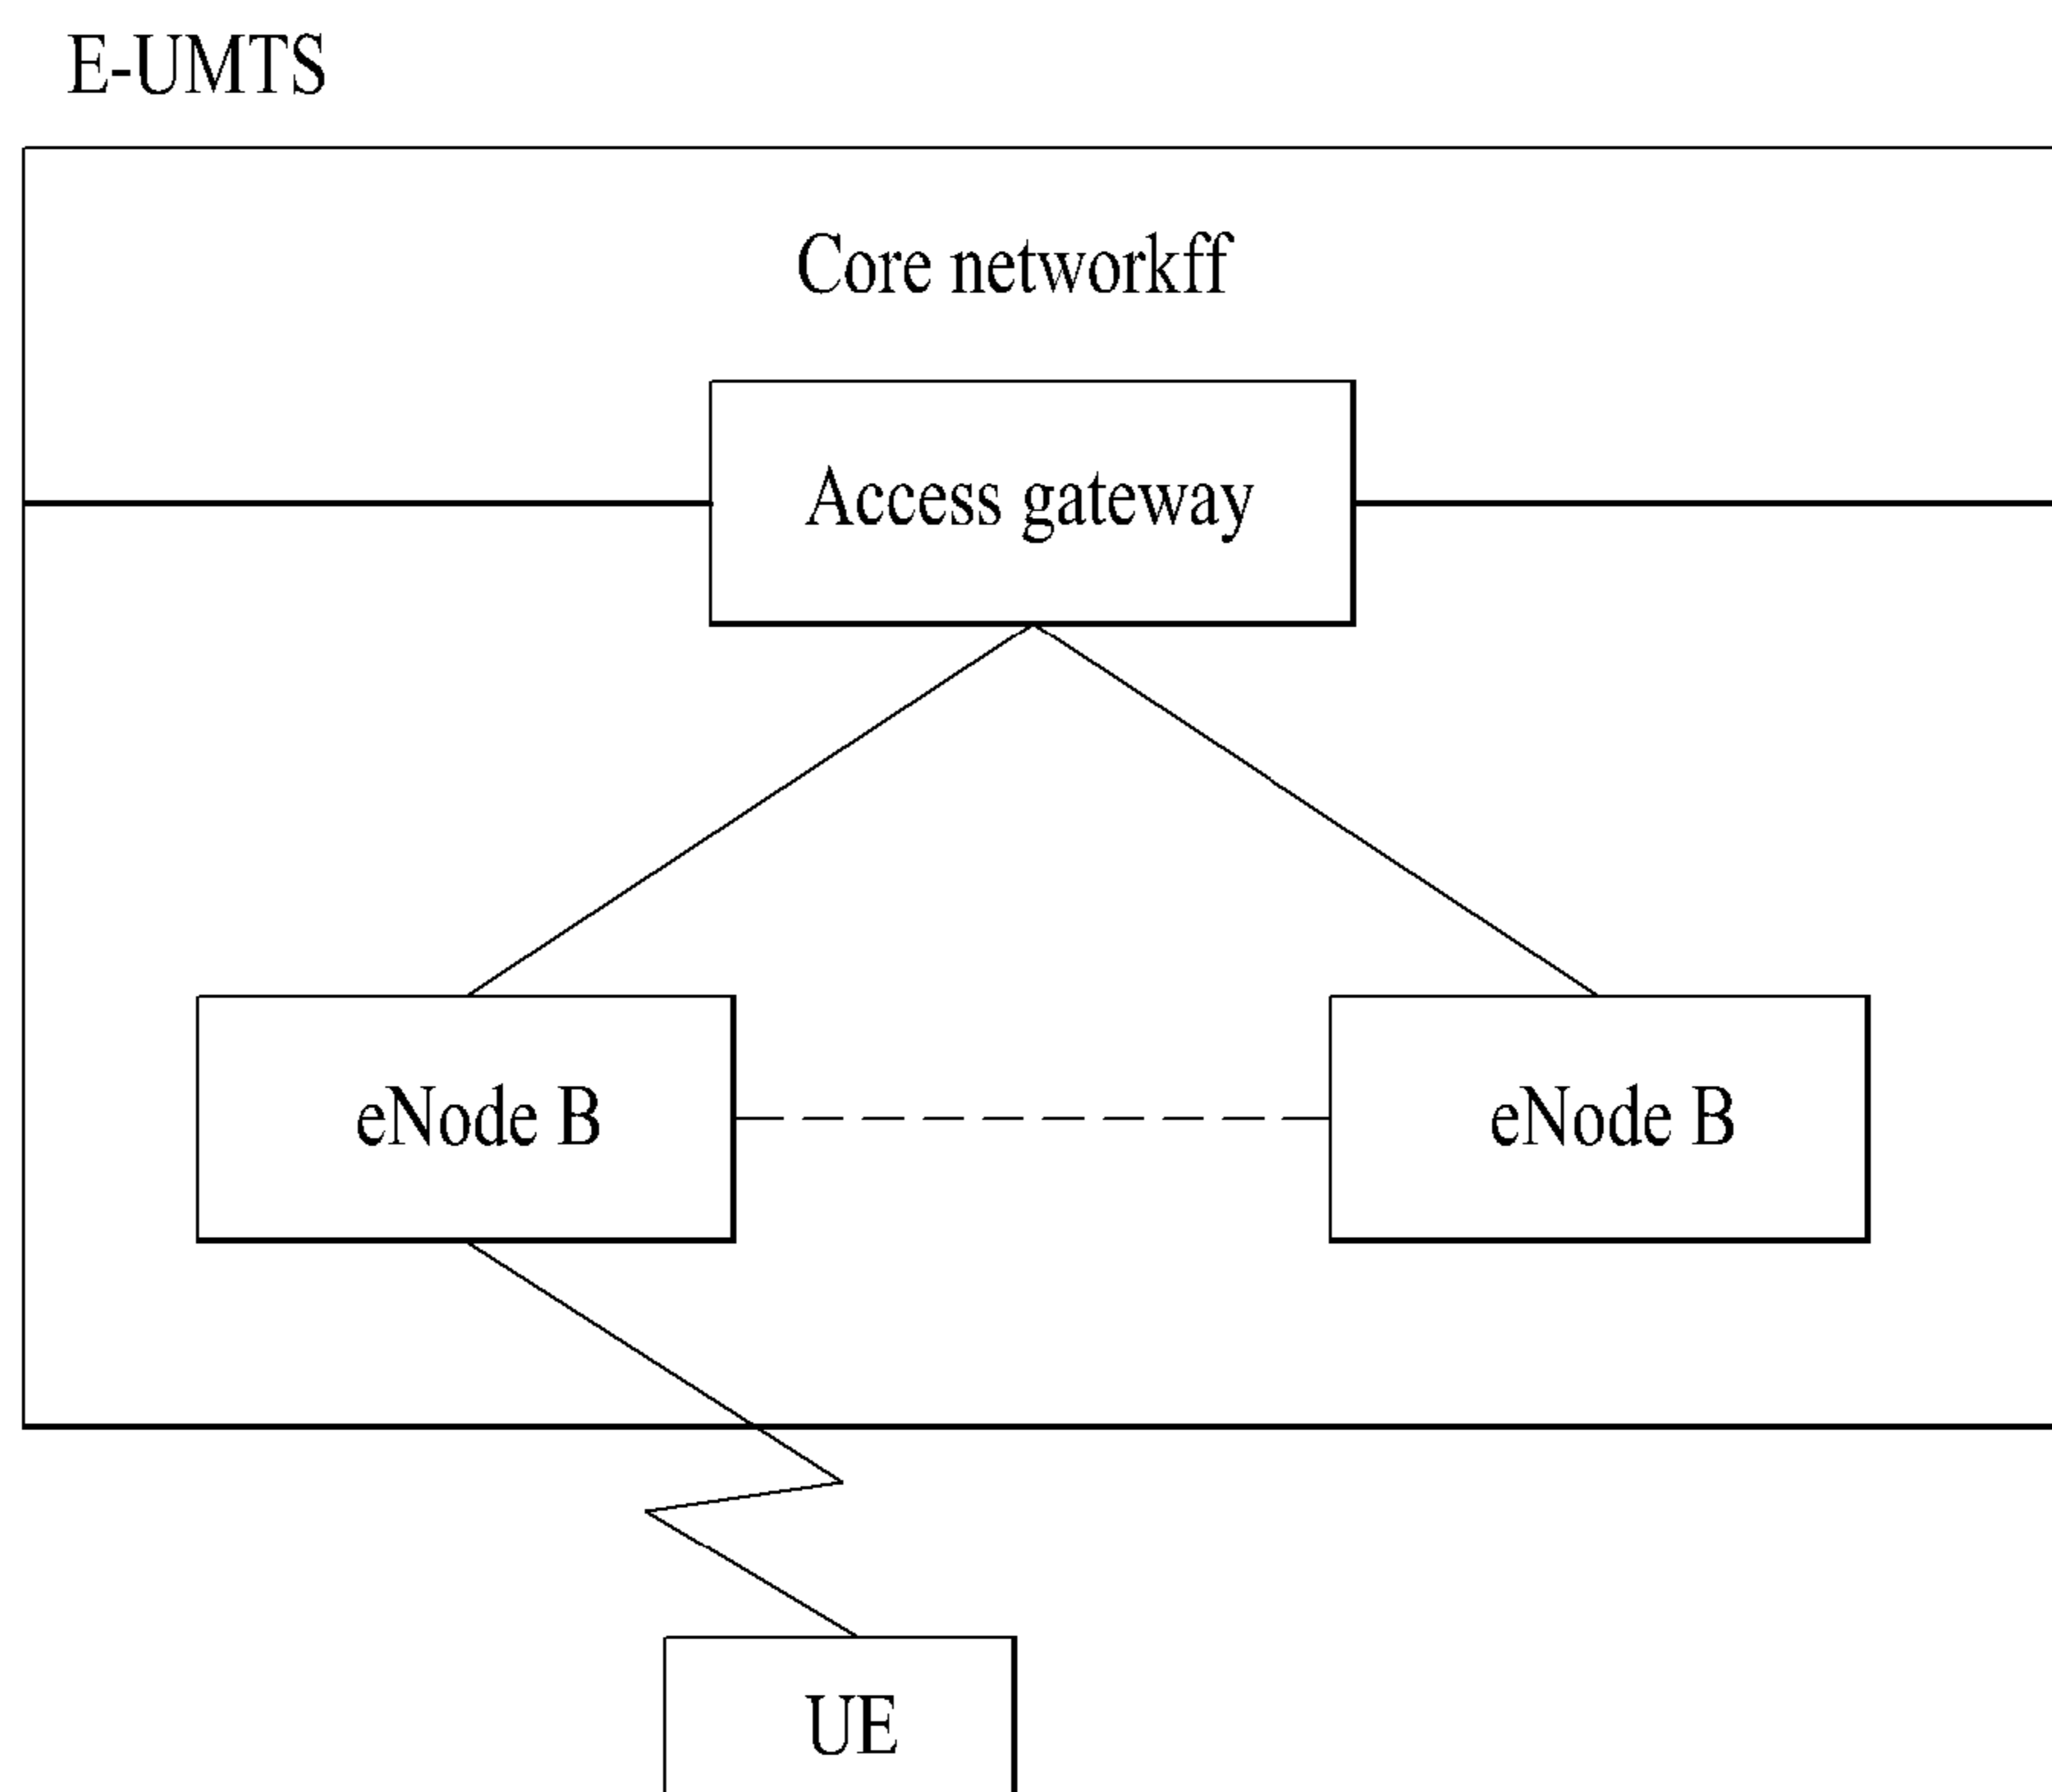 E-UMTS
Core networkff
Access gateway
eNode B
eNode B
UE